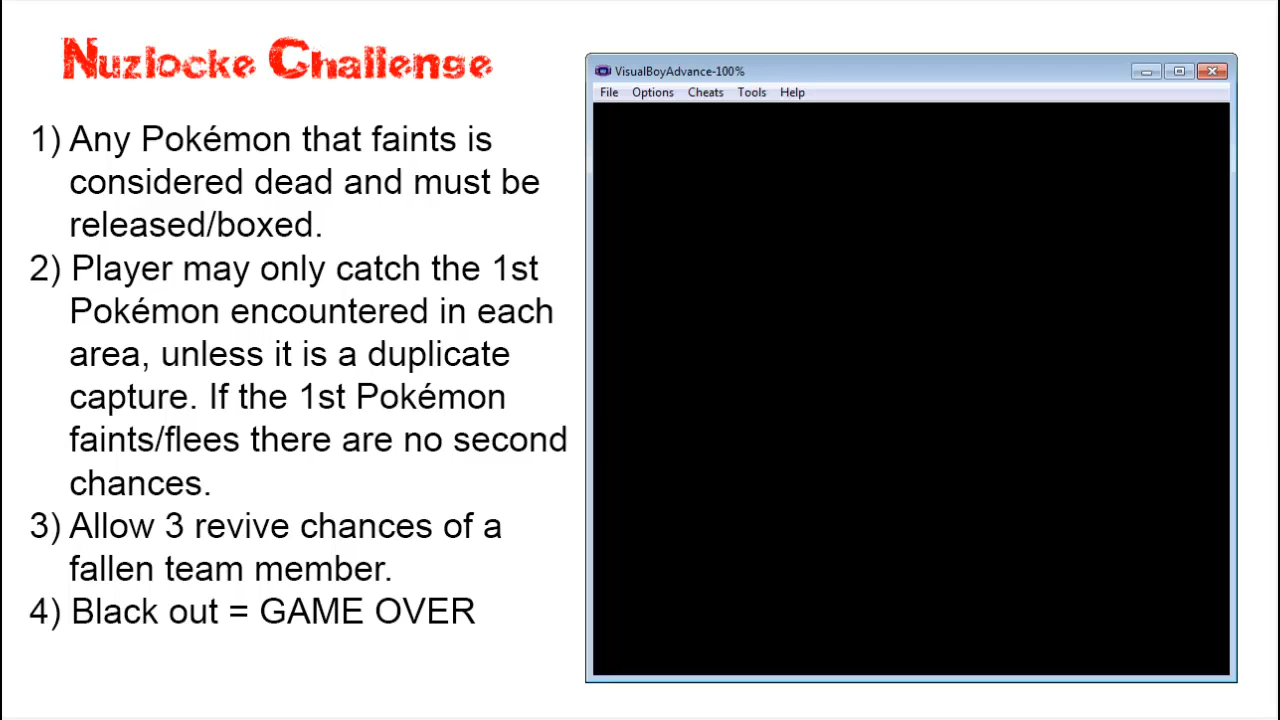 Nuzlocke Challenge
1) Any Pokémon that faints is
considered dead and must be
released/boxed.
2) Player may only catch the 1st
Pokémon encountered in each
area, unless it is a duplicate
capture. If the 1st Pokémon
faints/flees there are no second
chances.
3) Allow 3 revive chances of a
fallen team member.
4) Black out = GAME OVER
VisualBoyAdvance-100%
File Options Cheats Tools Help